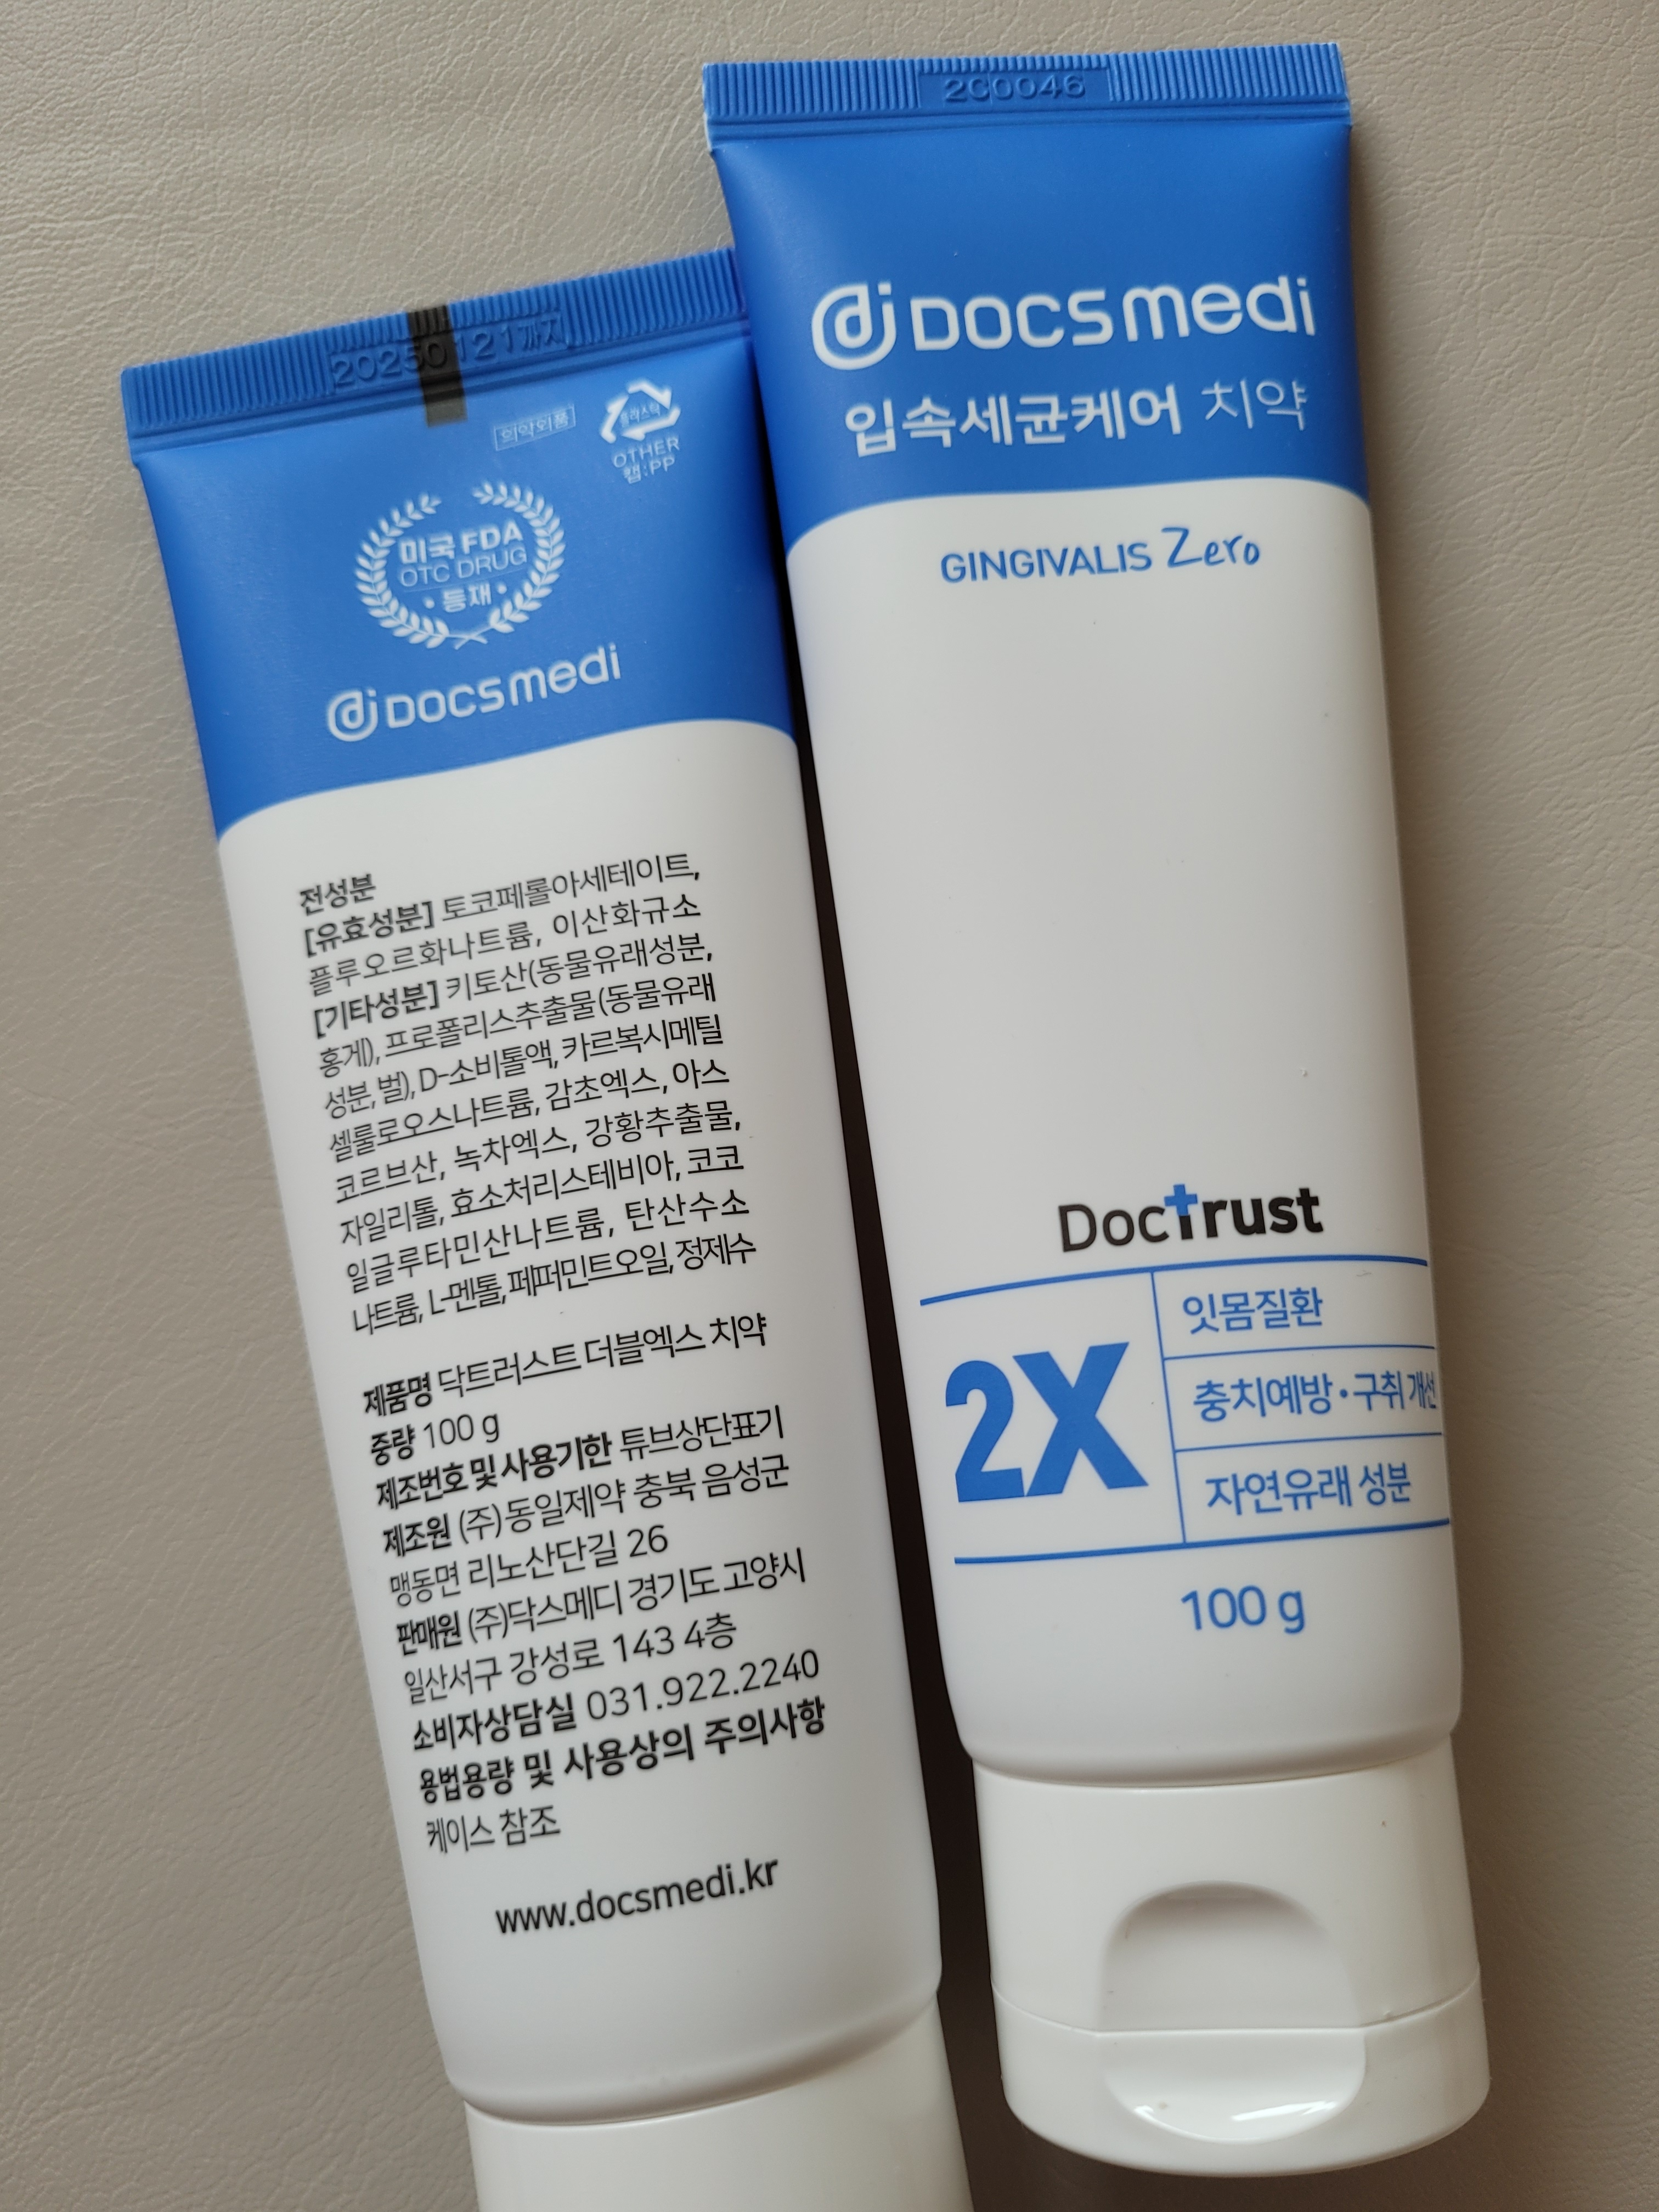 20250121까지
의약외품
플라스틱
OTHER
캡:PP
미국 FDA
OTC DRUG
•등재•
DOCSmedi
전성분
[유효성분] 토코페롤아세테이트,
플루오르화나트륨, 이산화규소
[기타성분] 키토산(동물유래성분,
홍게), 프로폴리스추출물(동물유래
성분, 벌), D-소비톨액, 카르복시메틸
셀룰로오스나트륨, 감초엑스, 아스
코르브산, 녹차엑스, 강황추출물,
자일리톨, 효소처리스테비아, 코코
일글루타민산나트륨, 탄산수소
나트륨, L-멘톨, 페퍼민트오일, 정제수
제품명 닥트러스트 더블엑스 치약
중량 100 g
제조번호 및 사용기한 튜브상단표기
제조원 (주)동일제약 충북 음성군
맹동면 리노산단길 26
판매원 (주)닥스메디 경기도 고양시
일산서구 강성로 143 4층
소비자상담실 031.922.2240
용법용량 및 사용상의 주의사항
케이스 참조
www.docsmedi.kr
2C0046
DOCSmedi
입속세균케어 치약
GINGIVALIS Zero
Doctrust
2X
잇몸질환
충치예방•구취 개선
자연유래 성분
100 g